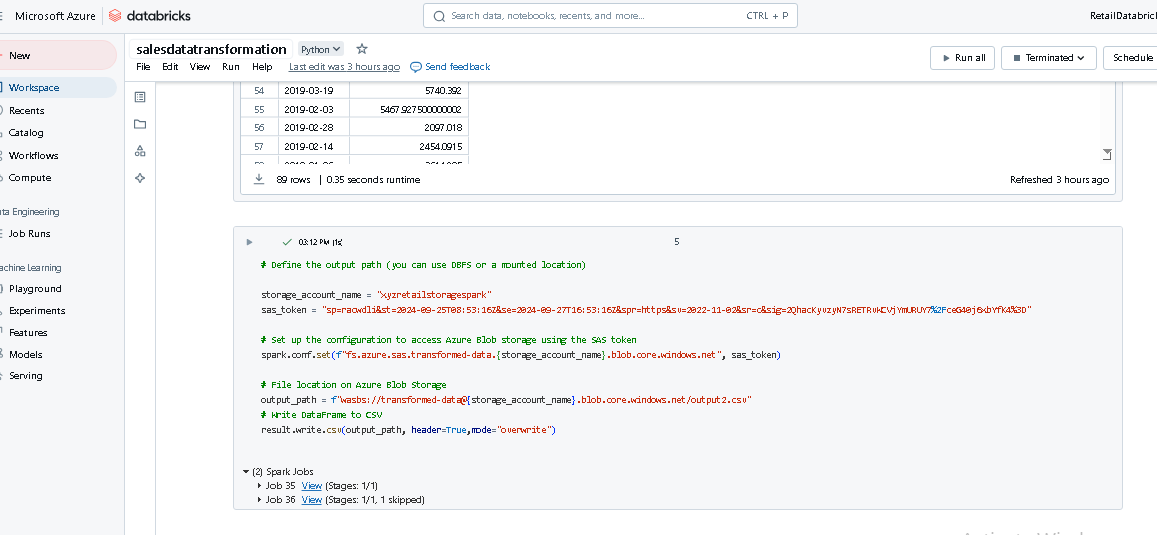 Microsoft Azure databricks Search data, notebooks, recents, and more... CTRL + P RetailDatabrick
New
Workspace
Recents
Catalog
Workflows
Compute
ta Engineering
Job Runs
achine Learning
Playground
Experiments
Features
Models
Serving
salesdatatransformation Python
File Edit View Run Help Last edit was 3 hours ago Send feedback
Run all Terminated Schedule
54 2019-03-19 5740.392
55 2019-02-03 5467.927500000002
56 2019-02-28 2097.018
57 2019-02-14 2454.0915
89 rows | 0.35 seconds runtime Refreshed 3 hours ago
03:12 PM (1s) 5
# Define the output path (you can use DBFS or a mounted location)
storage_account_name = "xyzretailstoragespark"
sas_token = "sp=racwdli&st=2024-09-25T08:53:16Z&se=2024-09-27T16:53:16Z&spr=https&sv=2022-11-02&sr=c&
# Set up the configuration to access Azure Blob storage using the SAS token
spark.conf.set(f"fs.azure.sas.transformed-data.{storage_account_name}.blob.core.windows.net", sas_token)
# File location on Azure Blob Storage
output_path = f"wasbs://transformed-data@{storage_account_name}.blob.core.windows.net/output2.csv"
# Write DataFrame to CSV
result.write.csv(output_path, header=True,mode="overwrite")
(2) Spark Jobs
Job 35 View (Stages: 1/1)
Job 36 View (Stages: 1/1, 1 skipped)